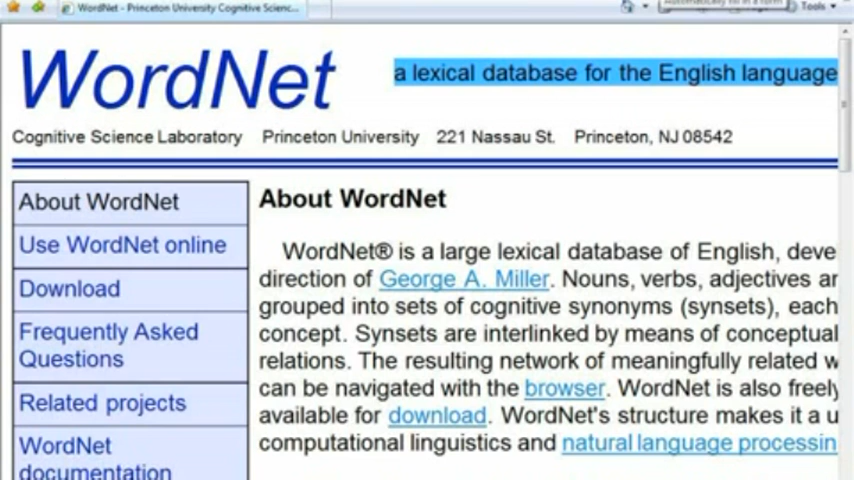 WordNet - Princeton University Cognitive Scienc...
Tools
WordNet
a lexical database for the English language
Cognitive Science Laboratory Princeton University 221 Nassau St. Princeton, NJ 08542
About WordNet
Use WordNet online
Download
Frequently Asked
Questions
Related projects
WordNet
documentation
About WordNet
WordNet® is a large lexical database of English, deve
direction of George A. Miller. Nouns, verbs, adjectives ar
grouped into sets of cognitive synonyms (synsets), each
concept. Synsets are interlinked by means of conceptual
relations. The resulting network of meaningfully related w
can be navigated with the browser. WordNet is also freely
available for download. WordNet's structure makes it a u
computational linguistics and natural language processin